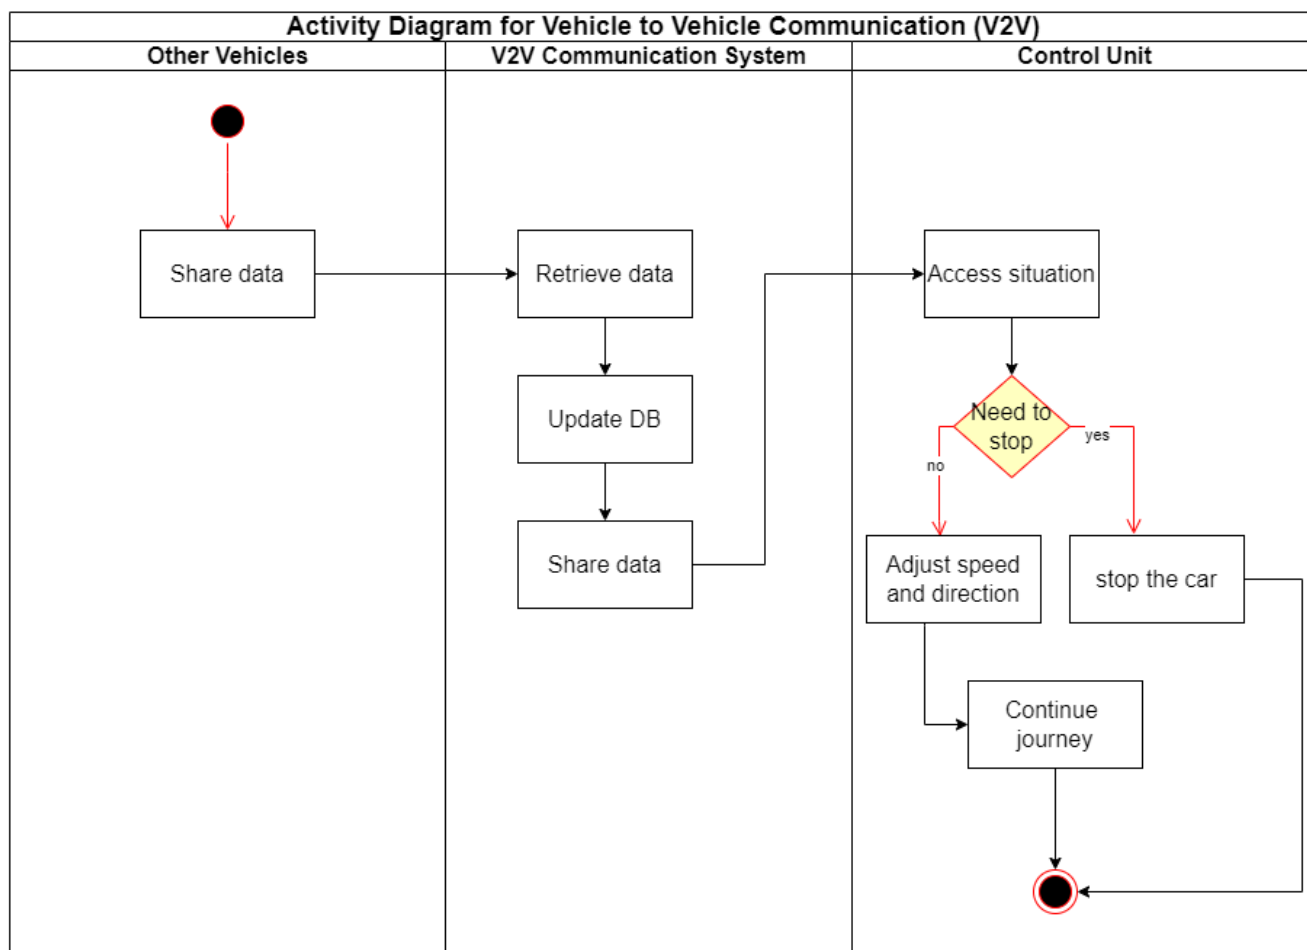 Activity Diagram for Vehicle to Vehicle Communication (V2V)
Other Vehicles
V2V Communication System
Control Unit
Share data
Retrieve data
Access situation
Update DB
Need to
stop
no
yes
Share data
Adjust speed
and direction
stop the car
Continue
journey